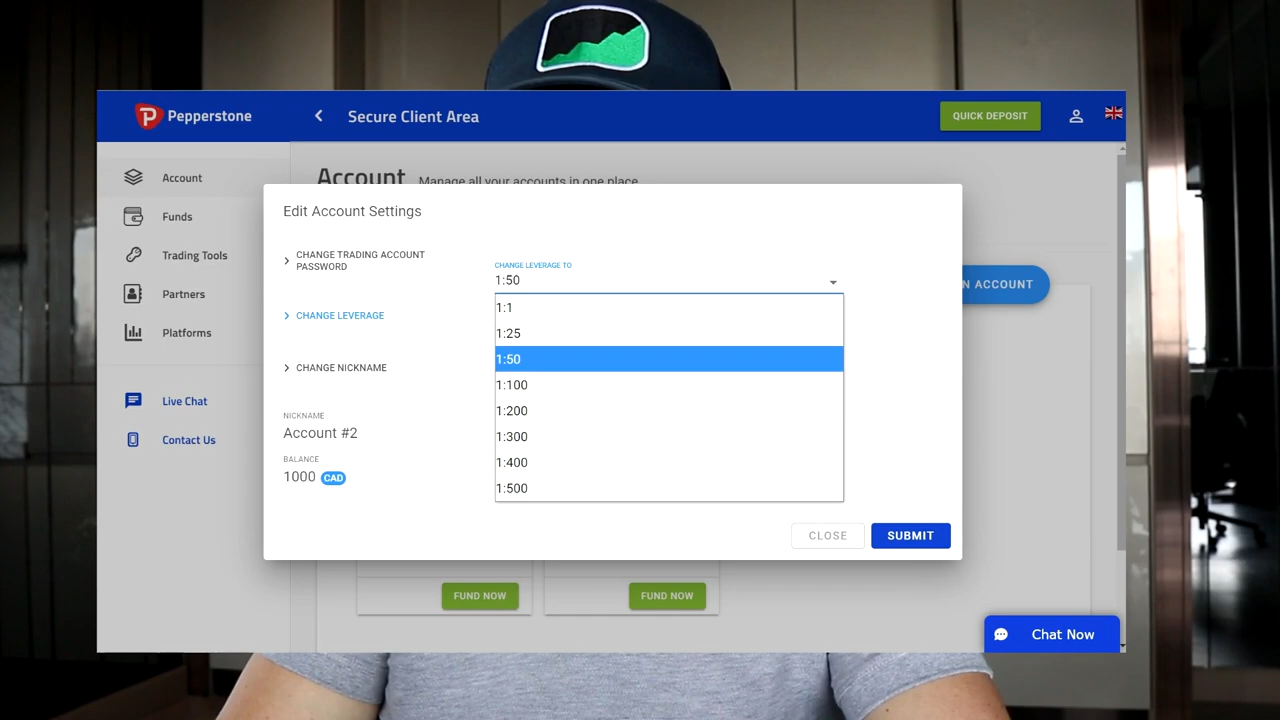 Pepperstone
Secure Client Area
QUICK DEPOSIT
Account
Funds
Trading Tools
Partners
Platforms
Live Chat
Contact Us
Account Manage all your accounts in one place
Edit Account Settings
CHANGE TRADING ACCOUNT
PASSWORD
CHANGE LEVERAGE
CHANGE NICKNAME
NICKNAME
Account #2
BALANCE
1000 CAD
CHANGE LEVERAGE TO
1:50
1:1
1:25
1:50
1:100
1:200
1:300
1:400
1:500
CLOSE
SUBMIT
N ACCOUNT
FUND NOW
FUND NOW
Chat Now